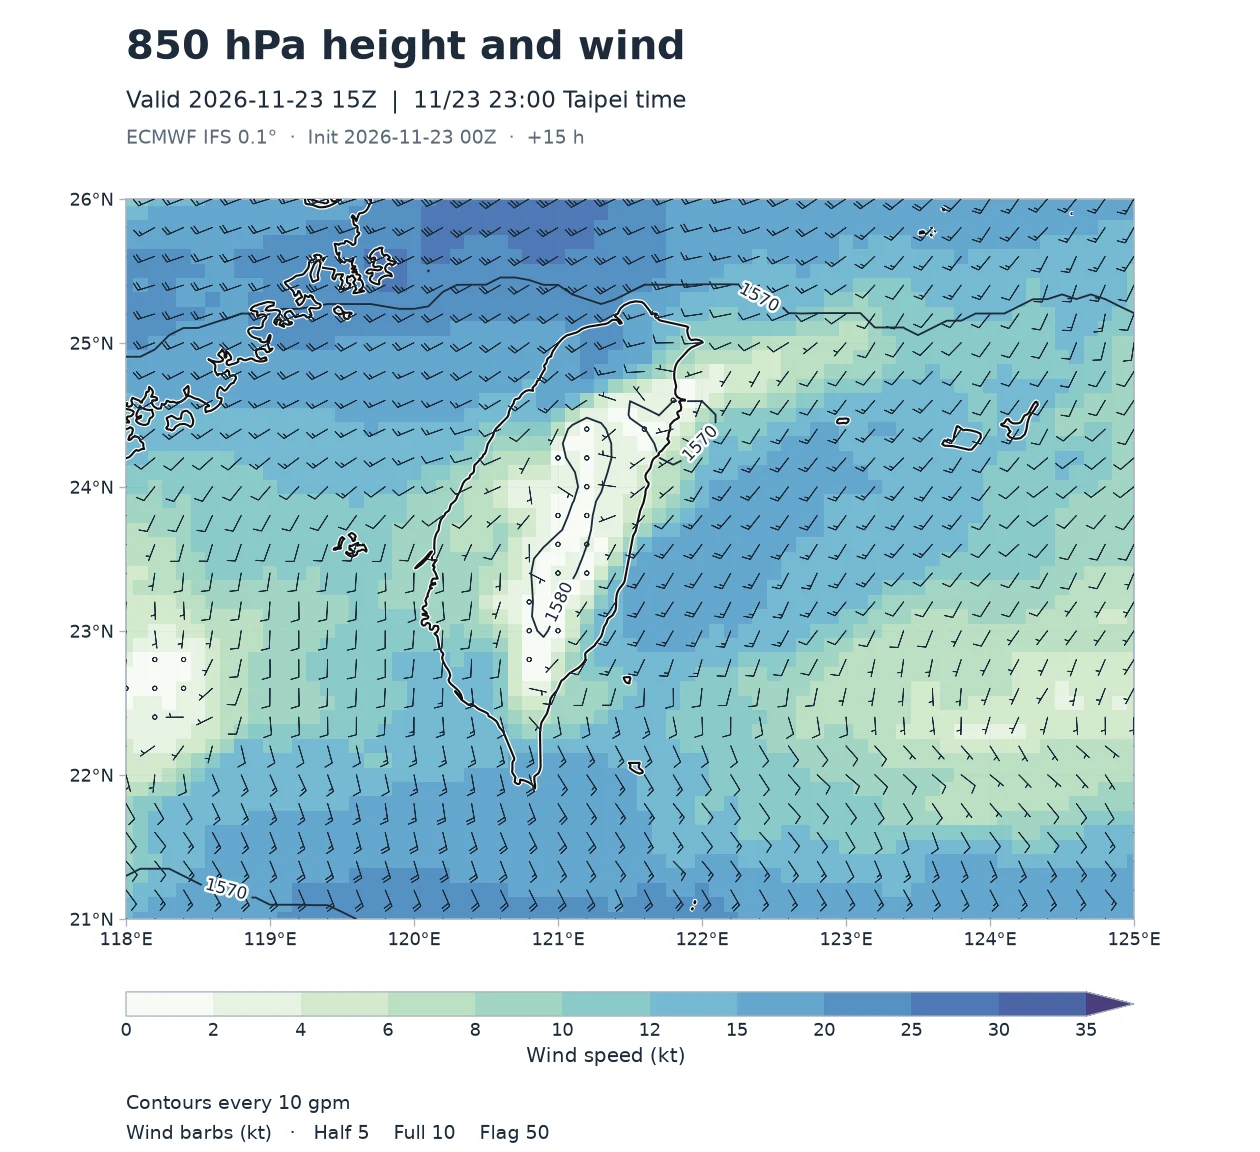 850 hPa height and wind
Valid 2026-11-23 15Z | 11/23 23:00 Taipei time
ECMWF IFS 0.1° · Init 2026-11-23 00Z · +15 h
26°N
1570
25°N
1570
24°N
1580
23°N
22°N
1570
21°N
118°E 119°E 120°E 121°E 122°E 123°E 124°E 125°E
0 2 4 6 8 10 12 15 20 25 30 35
Wind speed (kt)
Contours every 10 gpm
Wind barbs (kt) · Half 5 Full 10 Flag 50